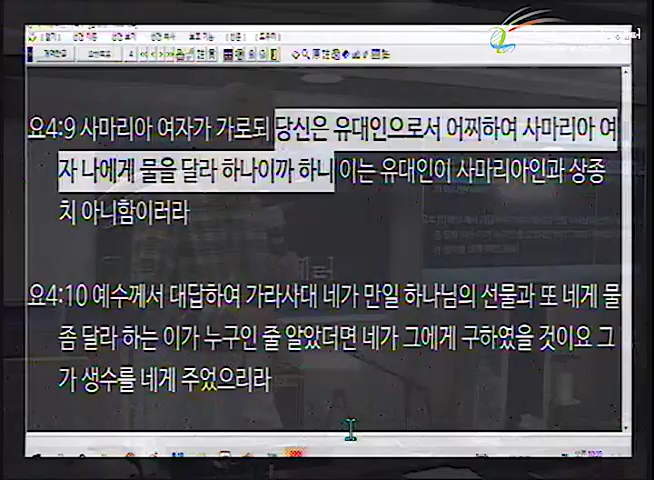 요4:9 사마리아 여자가 가로되 당신은 유대인으로서 어찌하여 사마리아 여
자 나에게 물을 달라 하나이까 하니 이는 유대인이 사마리아인과 상종
치 아니함이러라
요4:10 예수께서 대답하여 가라사대 네가 만일 하나님의 선물과 또 네게 물
좀 달라 하는 이가 누구인 줄 알았더면 네가 그에게 구하였을 것이요 그
가 생수를 네게 주었으리라